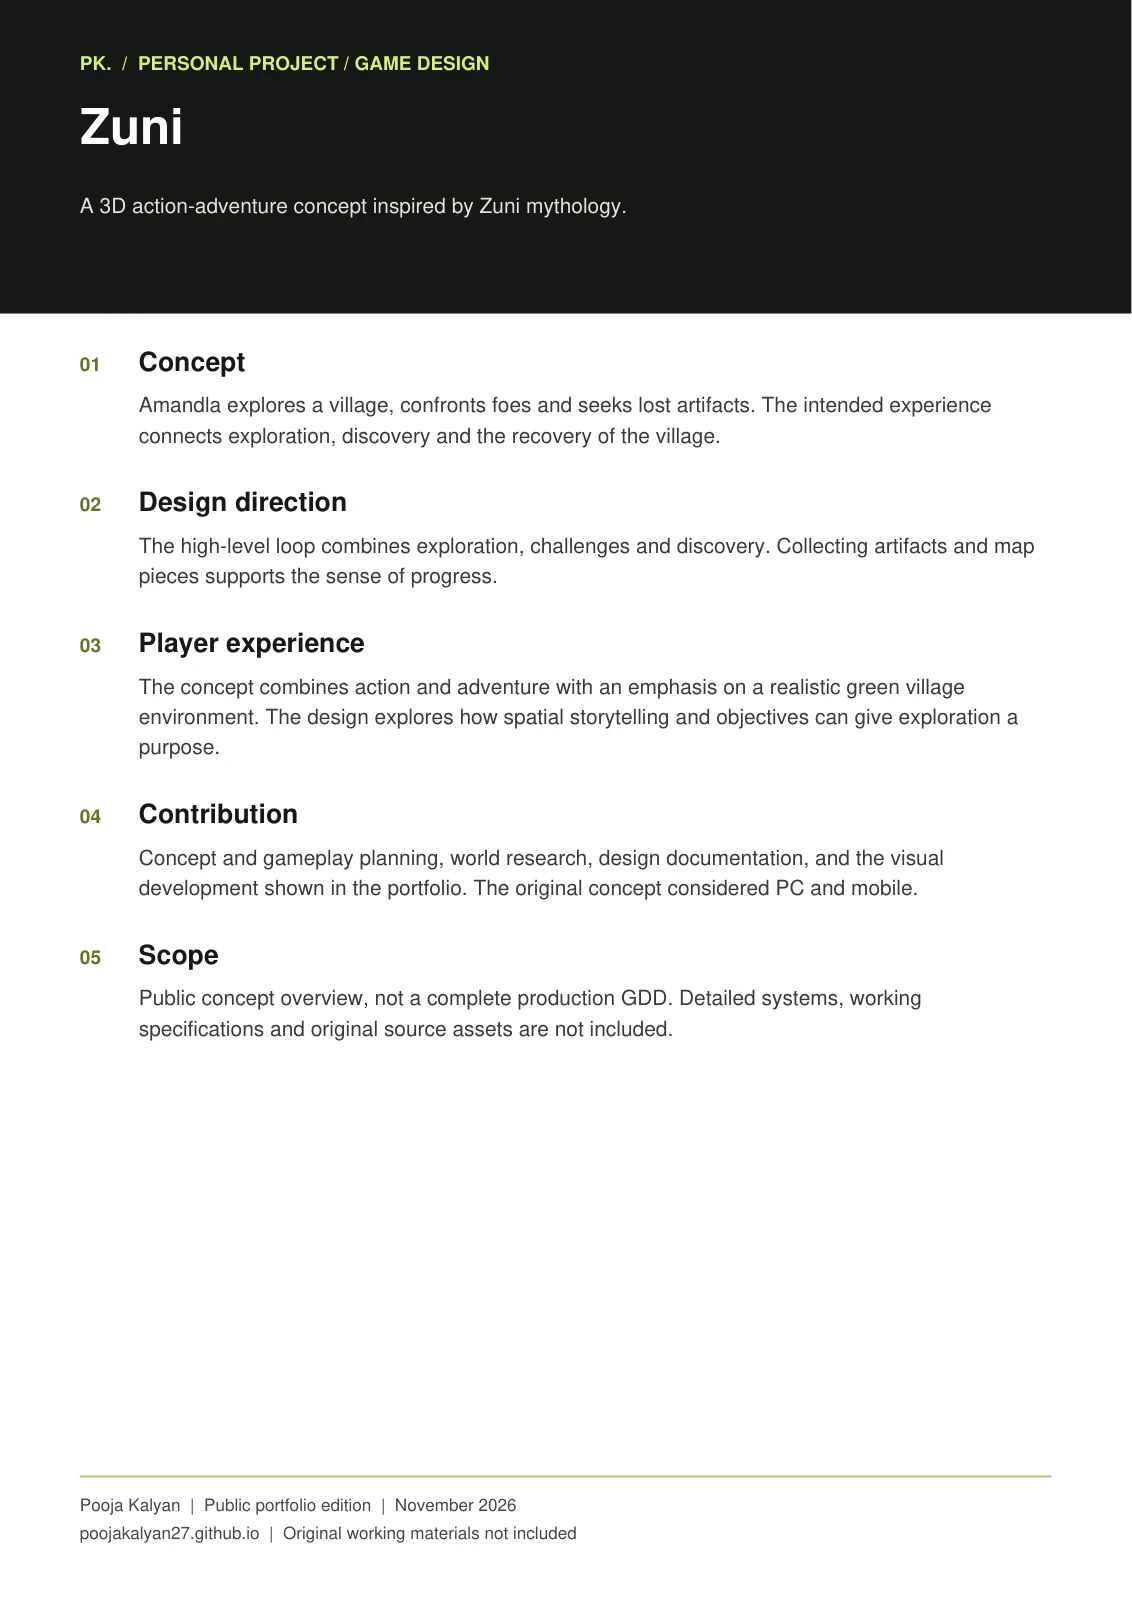 PK. / PERSONAL PROJECT / GAME DESIGN
Zuni
A 3D action-adventure concept inspired by Zuni mythology.
01 Concept
Amandla explores a village, confronts foes and seeks lost artifacts. The intended experience
connects exploration, discovery and the recovery of the village.
02 Design direction
The high-level loop combines exploration, challenges and discovery. Collecting artifacts and map
pieces supports the sense of progress.
03 Player experience
The concept combines action and adventure with an emphasis on a realistic green village
environment. The design explores how spatial storytelling and objectives can give exploration a
purpose.
04 Contribution
Concept and gameplay planning, world research, design documentation, and the visual
development shown in the portfolio. The original concept considered PC and mobile.
05 Scope
Public concept overview, not a complete production GDD. Detailed systems, working
specifications and original source assets are not included.
Pooja Kalyan | Public portfolio edition | November 2026
poojakalyan27.github.io | Original working materials not included